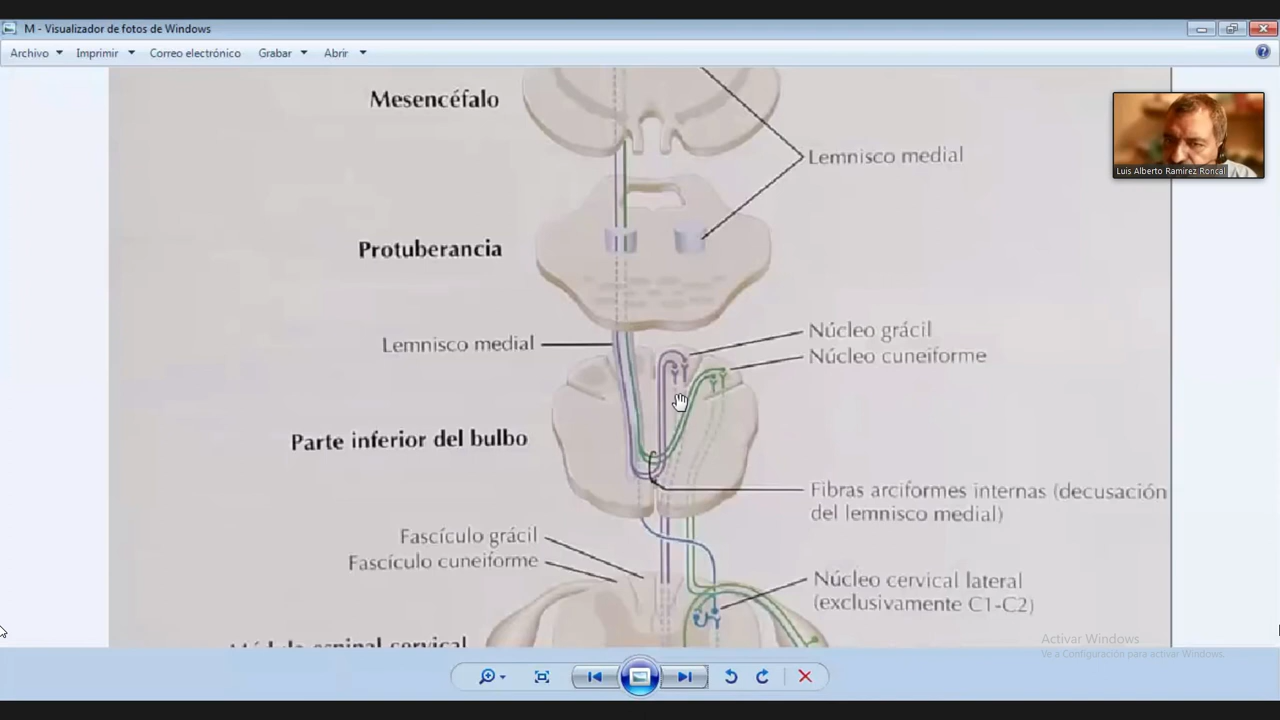 M - Visualizador de fotos de Windows
Archivo Imprimir Correo electrónico Grabar Abrir
Mesencéfalo
Lemnisco medial
Luis Alberto Ramirez Roncal
Protuberancia
Núcleo grácil
Lemnisco medial
Núcleo cuneiforme
Parte inferior del bulbo
Fibras arciformes internas (decusación
del lemnisco medial)
Fascículo grácil
Fascículo cuneiforme
Núcleo cervical lateral
(exclusivamente C1-C2)
espinal cervical
Activar Windows
Ve a Configuración para activar Windows.